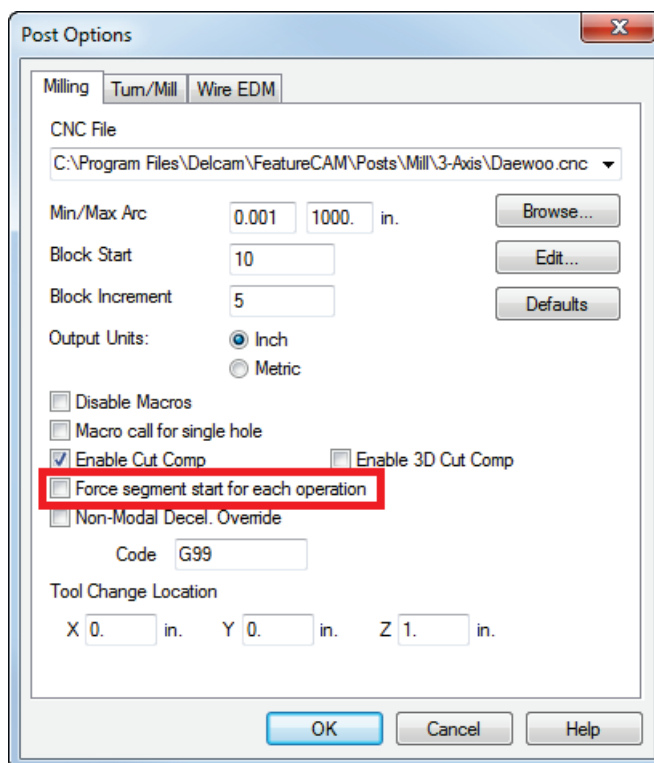 Post Options
Milling Turn/Mill Wire EDM
CNC File
C:\Program Files\Delcam\FeatureCAM\Posts\Mill\3-Axis\Daewoo.cnc
Min/Max Arc 0.001 1000. in. Browse...
Block Start 10 Edit...
Block Increment 5 Defaults
Output Units: Inch
Metric
Disable Macros
Macro call for single hole
Enable Cut Comp Enable 3D Cut Comp
Force segment start for each operation
Non-Modal Decel. Override
Code G99
Tool Change Location
X 0. in. Y 0. in. Z 1. in.
OK Cancel Help